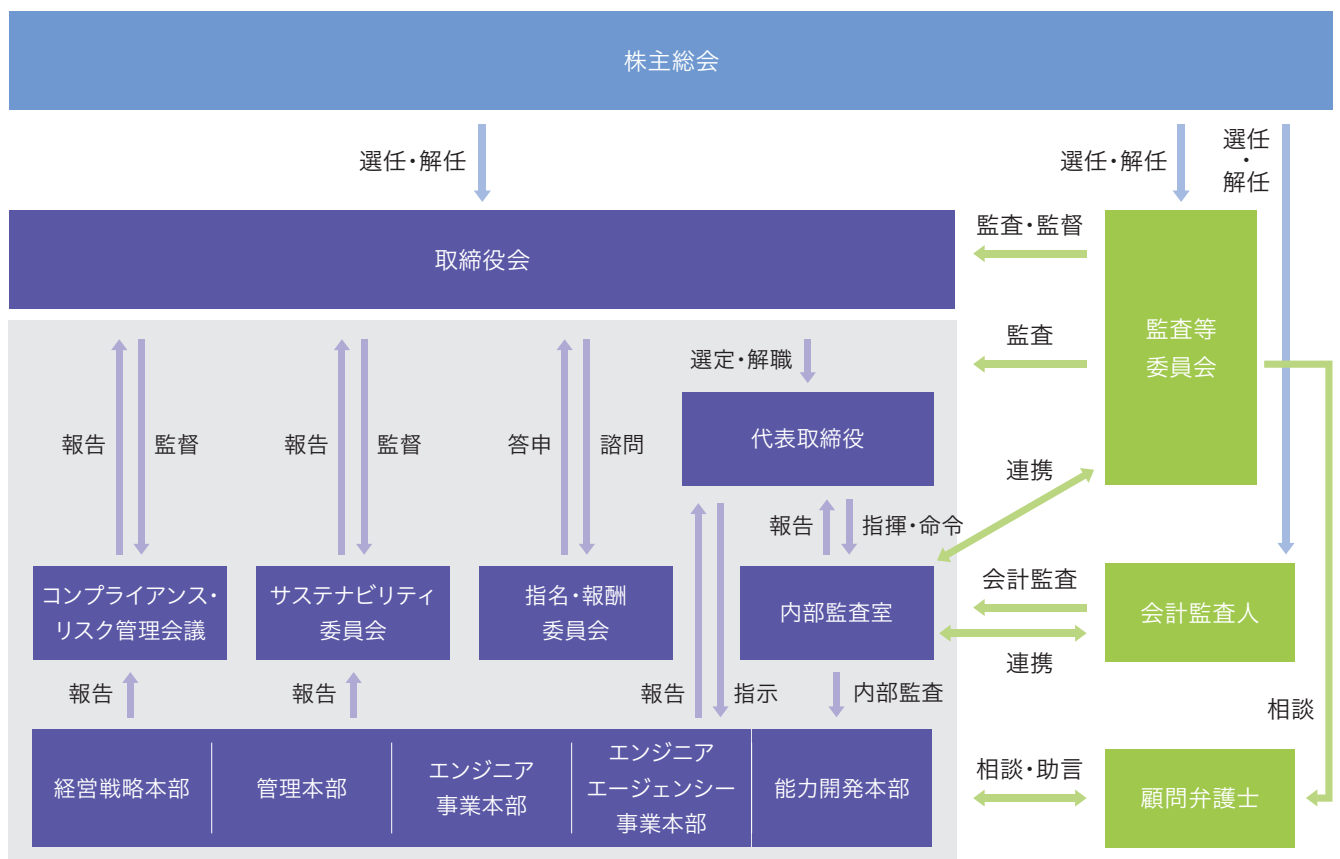 株主総会
選任・解任
選任・解任
選任
・
解任
取締役会
監査・監督
監査
監査等
委員会
選定・解職
代表取締役
報告
監督
報告
監督
答申
諮問
連携
報告
指揮・命令
コンプライアンス・
リスク管理会議
サステナビリティ
委員会
指名・報酬
委員会
内部監査室
会計監査
連携
会計監査人
報告
報告
報告
指示
内部監査
相談
経営戦略本部
管理本部
エンジニア
事業本部
エンジニア
エージェンシー
事業本部
能力開発本部
相談・助言
顧問弁護士